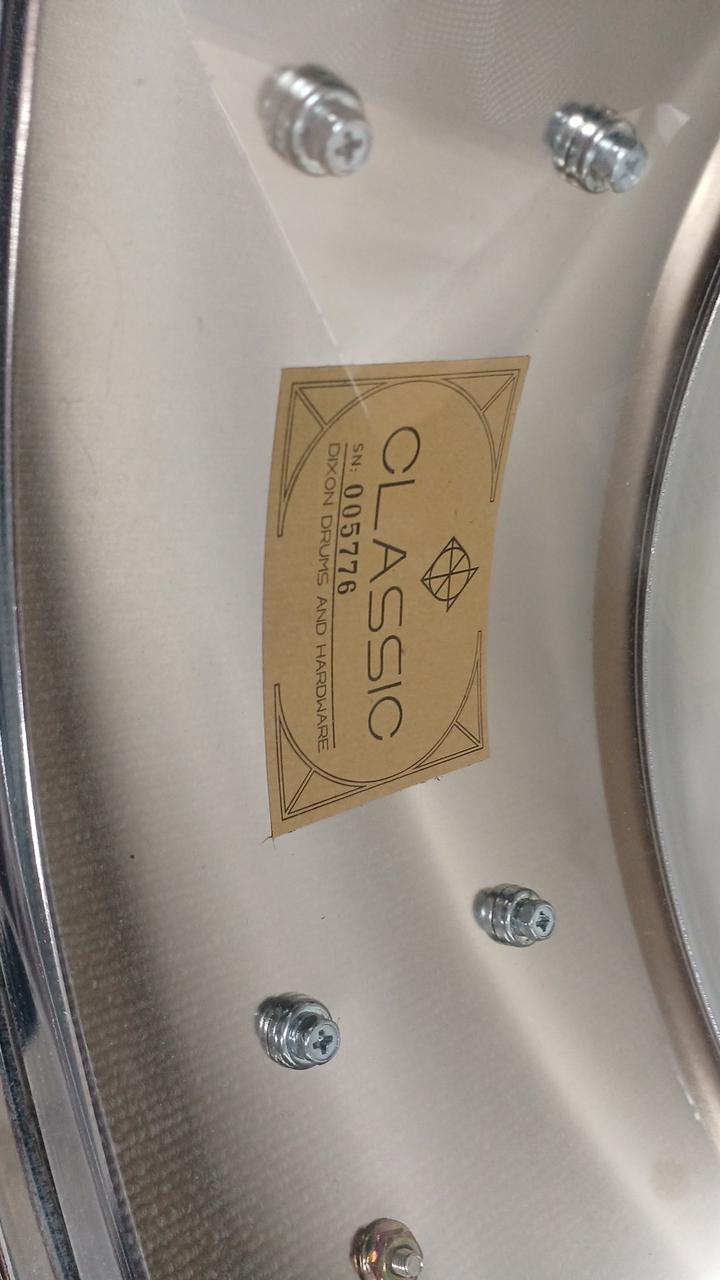 CLASSIC
SN: 005776
DIXON DRUMS AND HARDWARE